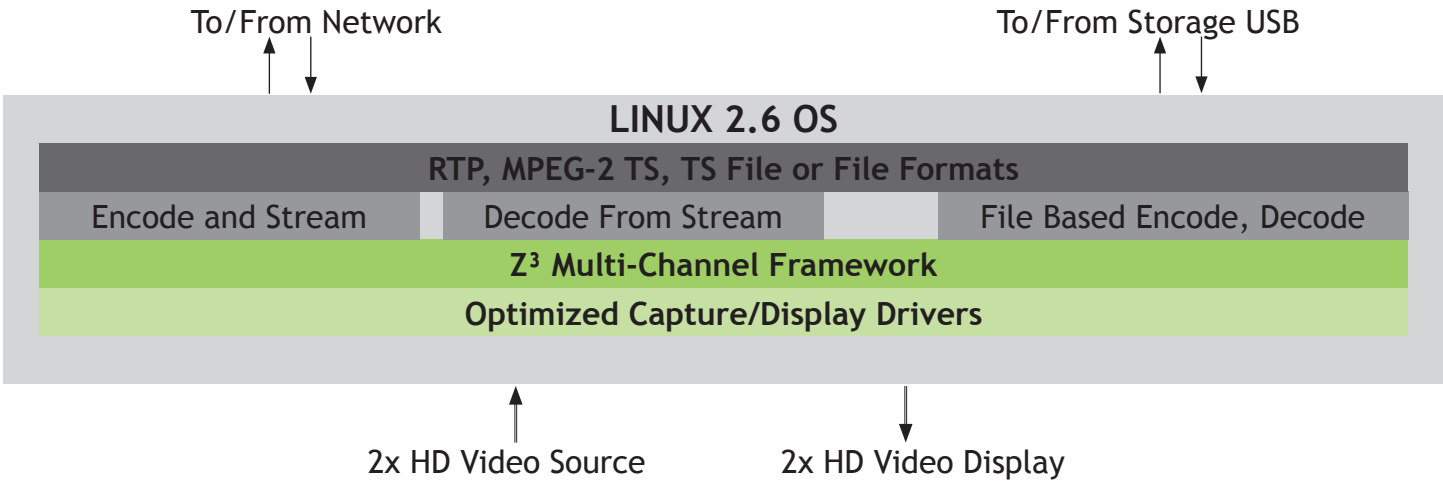 To/From Network
To/From Storage USB
LINUX 2.6 OS
RTP, MPEG-2 TS, TS File or File Formats
Encode and Stream
Decode From Stream
File Based Encode, Decode
Z³ Multi-Channel Framework
Optimized Capture/Display Drivers
2x HD Video Source
2x HD Video Display